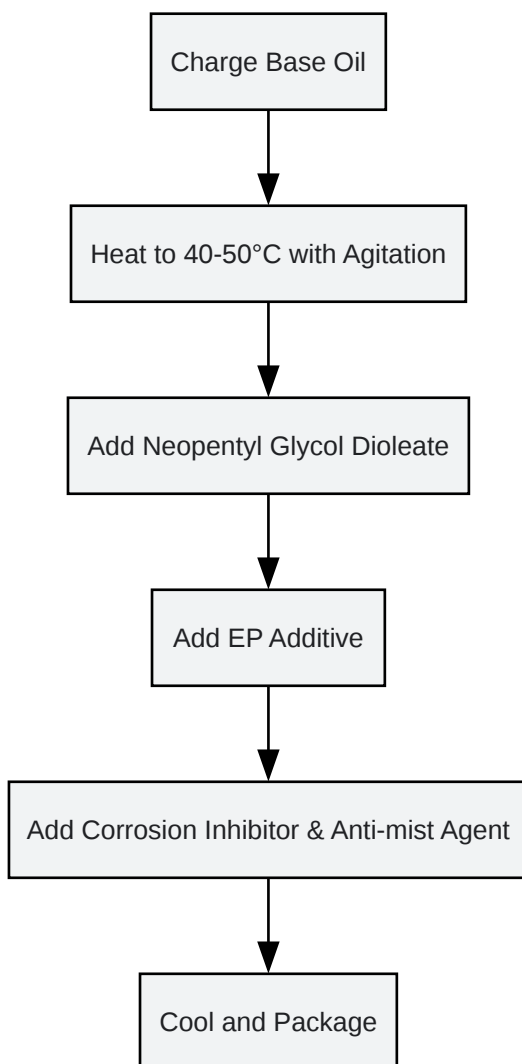 Charge Base Oil
Heat to 40-50°C with Agitation
Add Neopentyl Glycol Dioleate
Add EP Additive
Add Corrosion Inhibitor & Anti-mist Agent
Cool and Package